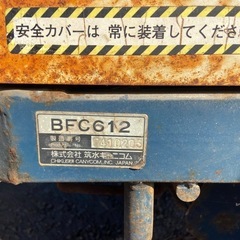 安全カバーは 常に装着してくださ
BFC612
製造番号
株式会社 筑水キャニコム
CHIKUSUI CANYCOM, INC. JAPAN